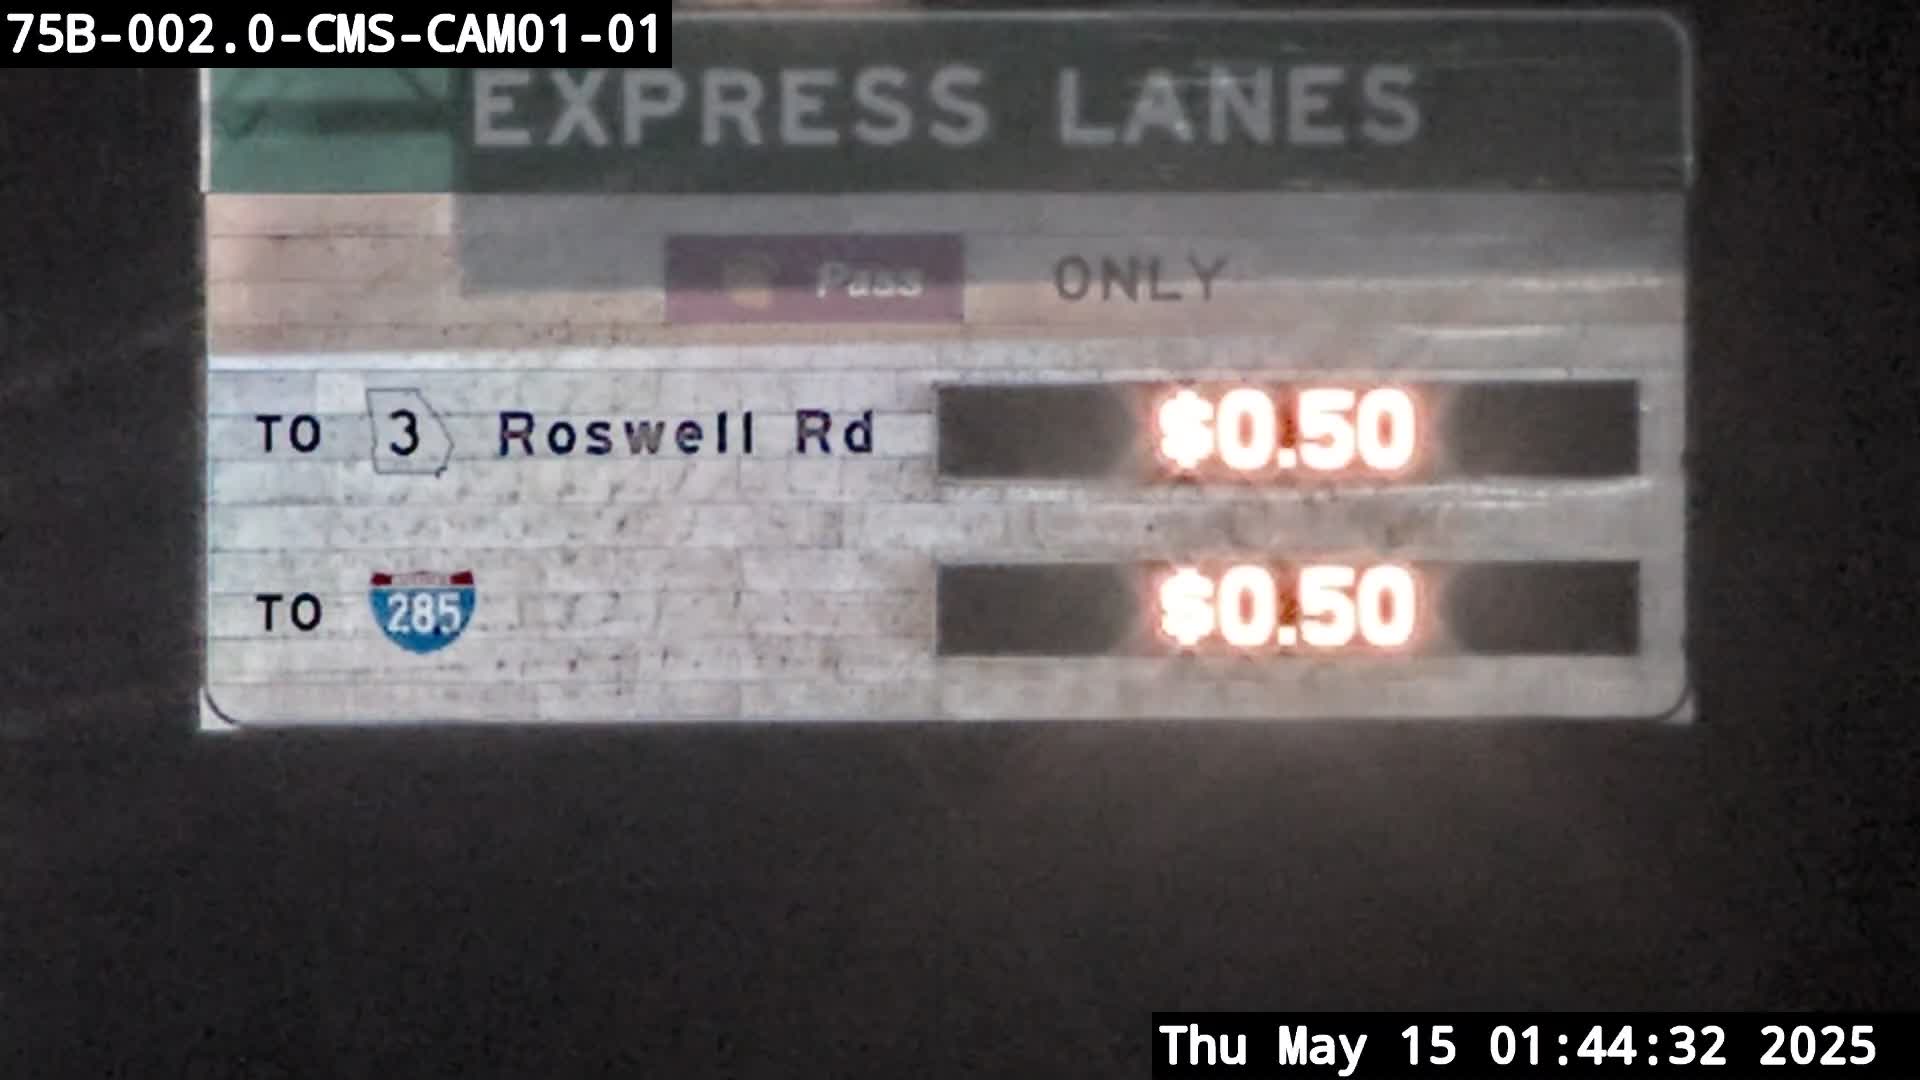 75B-002.0-CMS-CAM01-01
EXPRESS LANES
Pass ONLY
TO 3 Roswell Rd $0.50
TO 285 $0.50
Thu May 15 01:44:32 2025